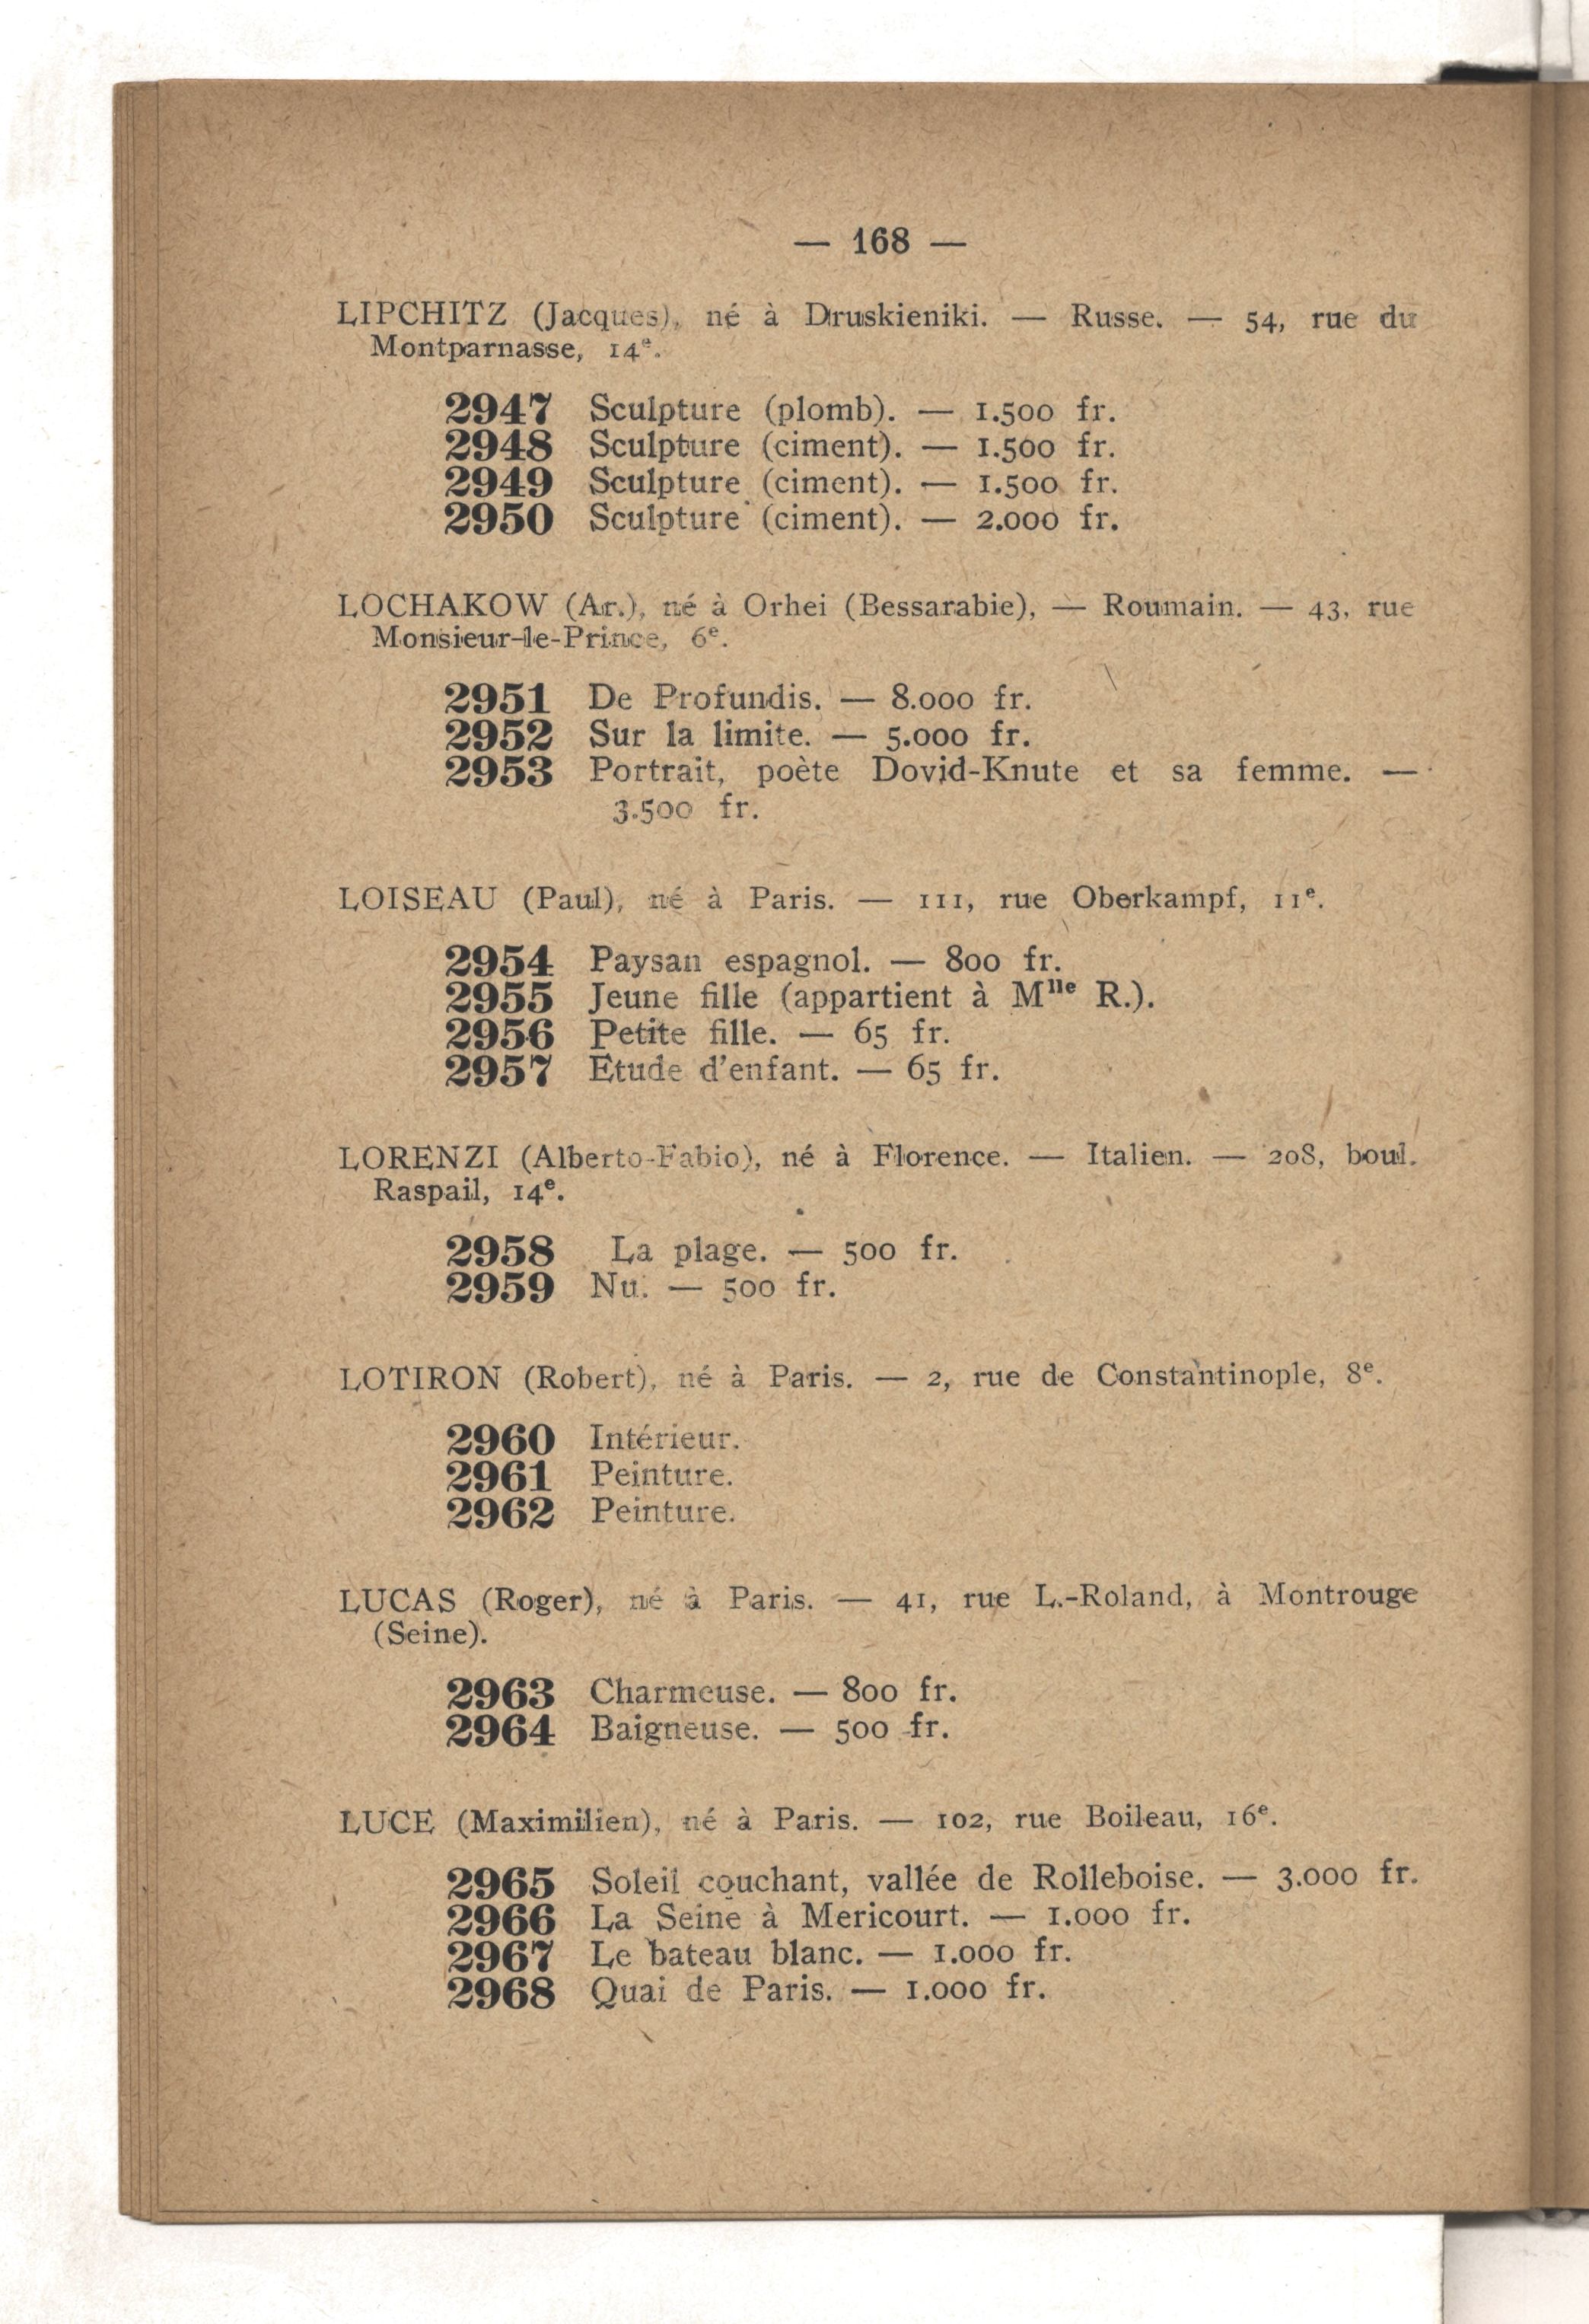 — 168 —
LIPCHITZ (Jacques), né à Druskieniki. — Russe. — 54, rue du
Montparnasse, 14e.
2947 Sculpture (plomb). — 1.500 fr.
2948 Sculpture (ciment). — 1.500 fr.
2949 Sculpture (ciment). — 1.500 fr.
2950 Sculpture (ciment). — 2.000 fr.
LOCHAKOW (Ar.), né à Orhei (Bessarabie), — Roumain. — 43, rue
Monsieur-le-Prince, 6e.
2951 De Profundis. — 8.000 fr.
2952 Sur la limite. — 5.000 fr.
2953 Portrait, poète Dovid-Knute et sa femme. —
3.500 fr.
LOISEAU (Paul), né à Paris. — 111, rue Oberkampf, 11e.
2954 Paysan espagnol. — 800 fr.
2955 Jeune fille (appartient à Mlle R.).
2956 Petite fille. — 65 fr.
2957 Etude d'enfant. — 65 fr.
LORENZI (Alberto-Fabio), né à Florence. — Italien. — 208, boul.
Raspail, 14e.
2958 La plage. — 500 fr.
2959 Nu. — 500 fr.
LOTIRON (Robert), né à Paris. — 2, rue de Constantinople, 8e.
2960 Intérieur.
2961 Peinture.
2962 Peinture.
LUCAS (Roger), né à Paris. — 41, rue L.-Roland, à Montrouge
(Seine).
2963 Charmeuse. — 800 fr.
2964 Baigneuse. — 500 fr.
LUCE (Maximilien), né à Paris. — 102, rue Boileau, 16e.
2965 Soleil couchant, vallée de Rolleboise. — 3.000 fr.
2966 La Seine à Mericourt. — 1.000 fr.
2967 Le bateau blanc. — 1.000 fr.
2968 Quai de Paris. — 1.000 fr.